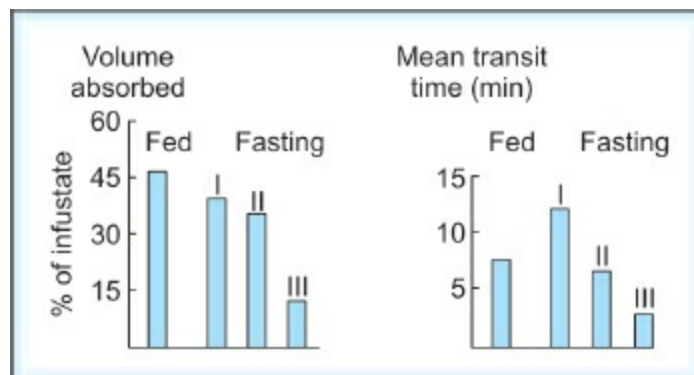 Volume
absorbed
% of infustate
60
45
30
15
Fed
Fasting
I
II
III
Mean transit
time (min)
15
10
5
Fed
Fasting
I
II
III